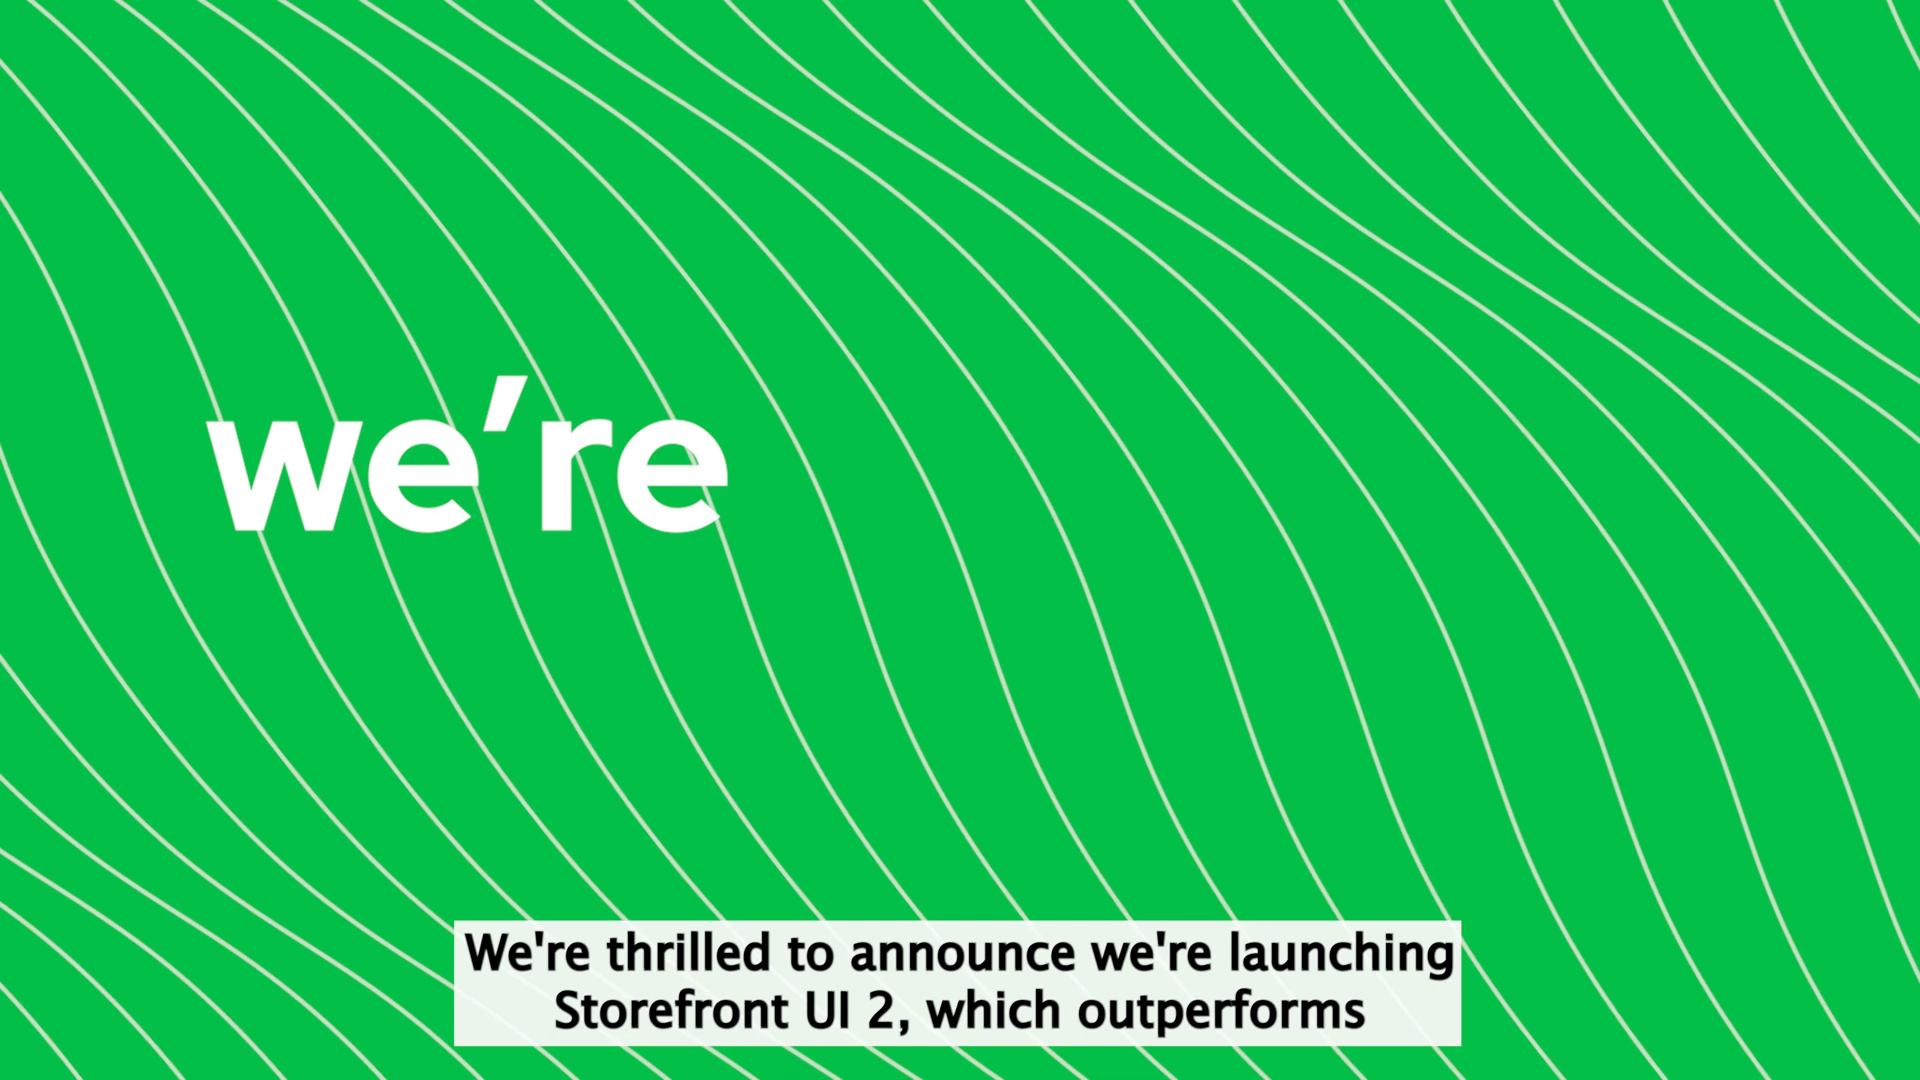 we’re
We're thrilled to announce we're launching
Storefront UI 2, which outperforms